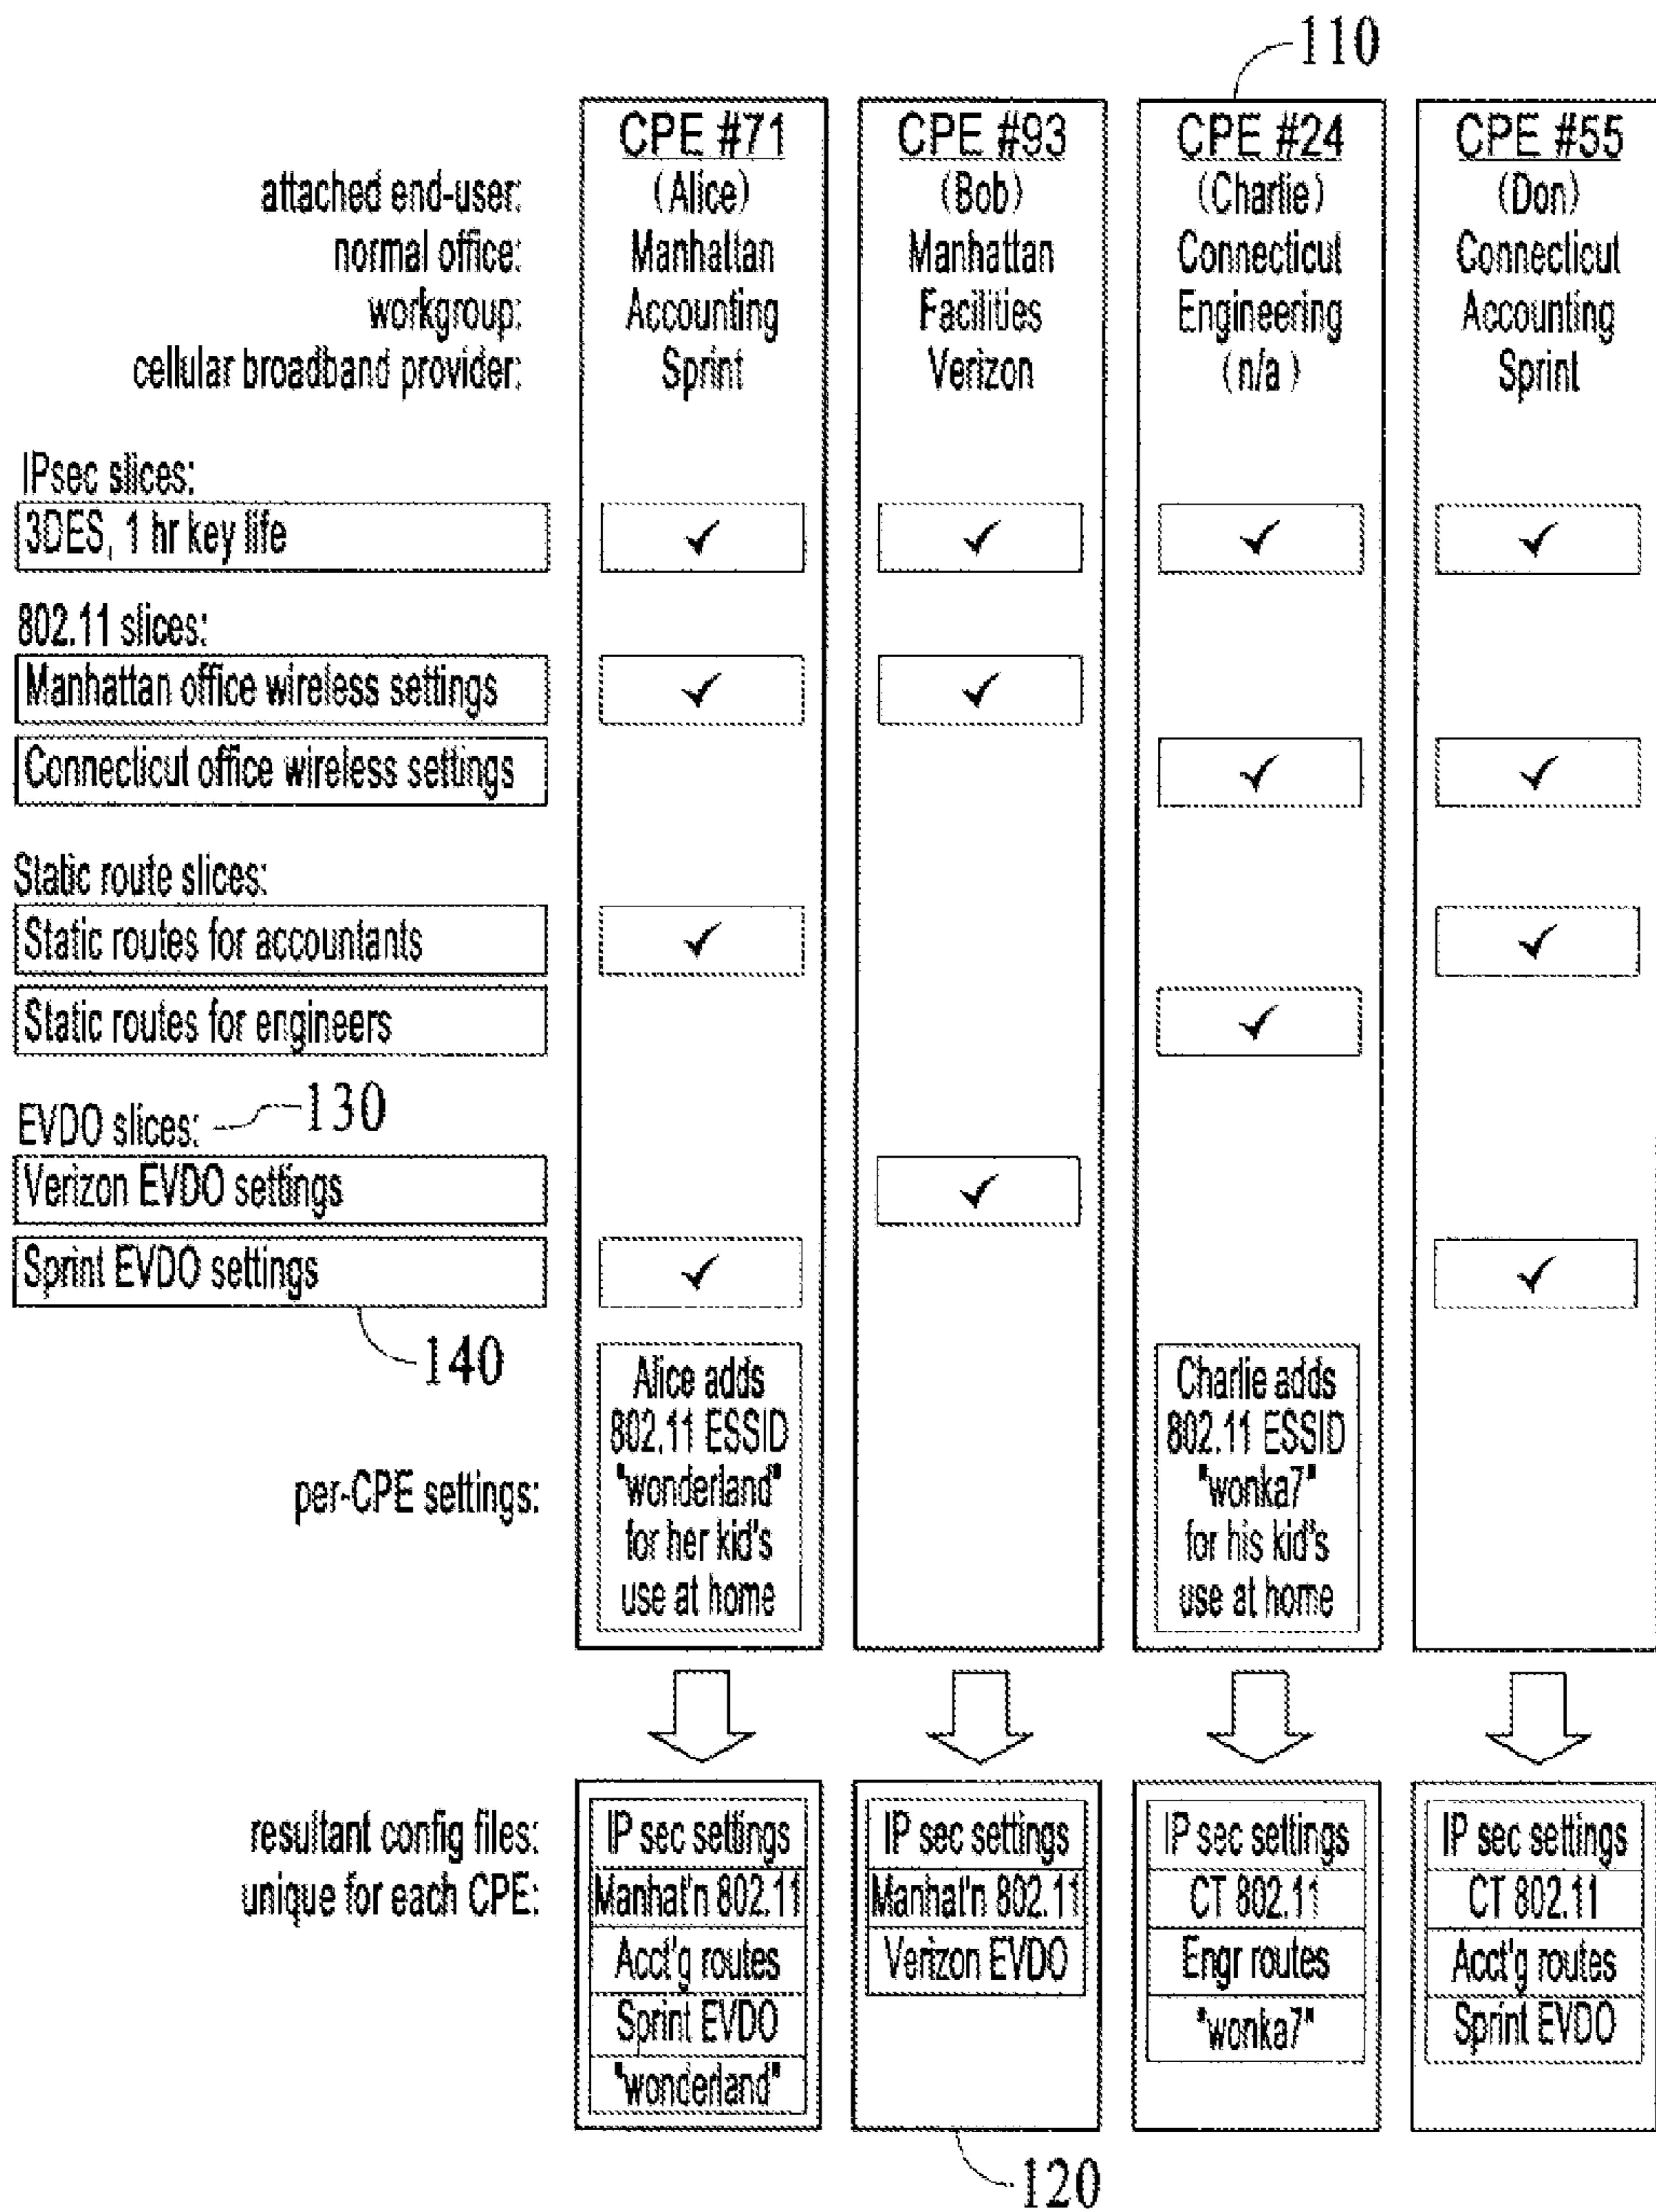 110
CPE #71 CPE #93 CPE #24 CPE #55
attached end-user: (Alice) (Bob) (Charlie) (Don)
normal office: Manhattan Manhattan Connecticut Connecticut
workgroup: Accounting Facilities Engineering Accounting
cellular broadband provider: Sprint Verizon (n/a) Sprint
IPsec slices:
3DES, 1 hr key life ✓ ✓ ✓ ✓
802.11 slices:
Manhattan office wireless settings ✓ ✓
Connecticut office wireless settings ✓ ✓
Static route slices:
Static routes for accountants ✓ ✓
Static routes for engineers ✓
EVDO slices: 130
Verizon EVDO settings ✓
Sprint EVDO settings ✓ ✓
140
per-CPE settings:
Alice adds
802.11 ESSID
"wonderland"
for her kid's
use at home
Charlie adds
802.11 ESSID
"wonka7"
for his kid's
use at home
resultant config files:
unique for each CPE:
IP sec settings
Manhat'n 802.11
Acct'g routes
Sprint EVDO
"wonderland"
IP sec settings
Manhat'n 802.11
Verizon EVDO
IP sec settings
CT 802.11
Engr routes
"wonka7"
IP sec settings
CT 802.11
Acct'g routes
Sprint EVDO
120